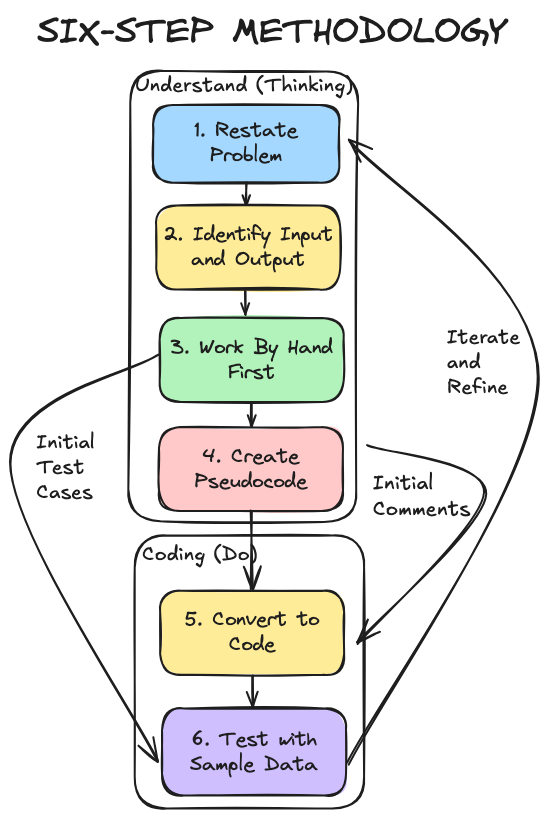 SIX-STEP METHODOLOGY
Understand (Thinking)
1. Restate
Problem
2. Identify Input
and Output
3. Work By Hand
First
4. Create
Pseudocode
Iterate
and
Refine
Initial
Test
Cases
Initial
Comments
Coding (Do)
5. Convert to
Code
6. Test with
Sample Data